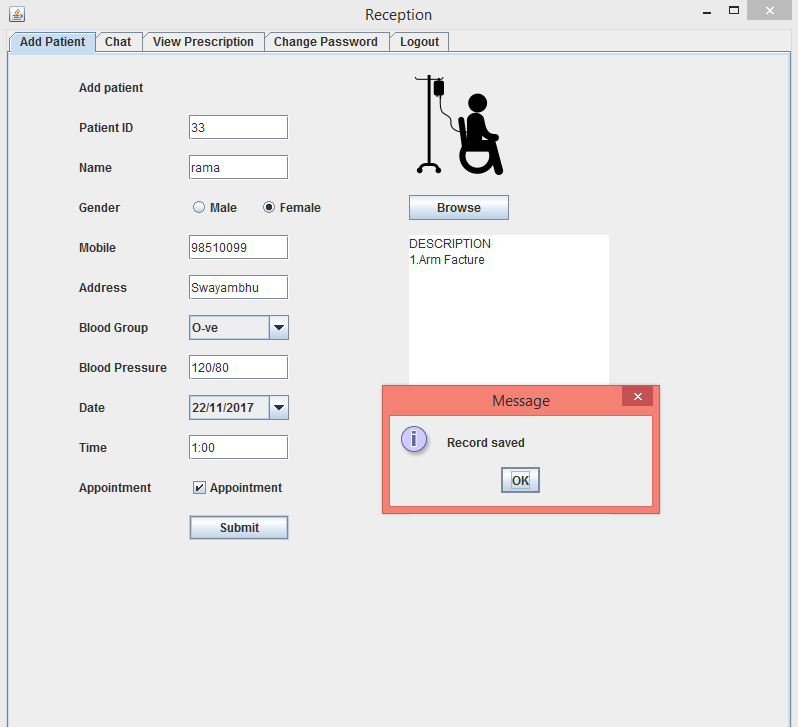 Reception
Add Patient Chat View Prescription Change Password Logout
Add patient
Patient ID 33
Name rama
Gender Male Female
Browse
Mobile 98510099
DESCRIPTION
1.Arm Facture
Address Swayambhu
Blood Group O-ve
Blood Pressure 120/80
Date 22/11/2017
Time 1:00
Appointment Appointment
Submit
Message
Record saved
OK